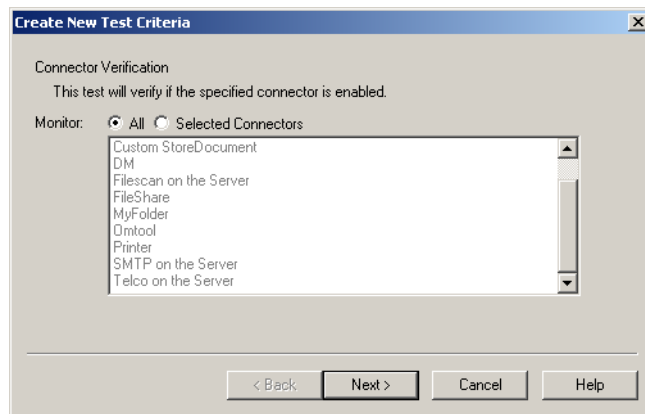 Create New Test Criteria
Connector Verification
This test will verify if the specified connector is enabled.
Monitor: All Selected Connectors
Custom StoreDocument
DM
Filescan on the Server
FileShare
MyFolder
Omtool
Printer
SMTP on the Server
Telco on the Server
< Back Next > Cancel Help